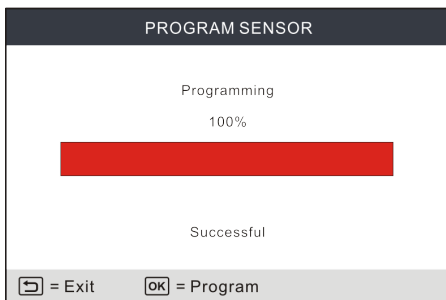 PROGRAM SENSOR
Programming
100%
Successful
= Exit OK = Program